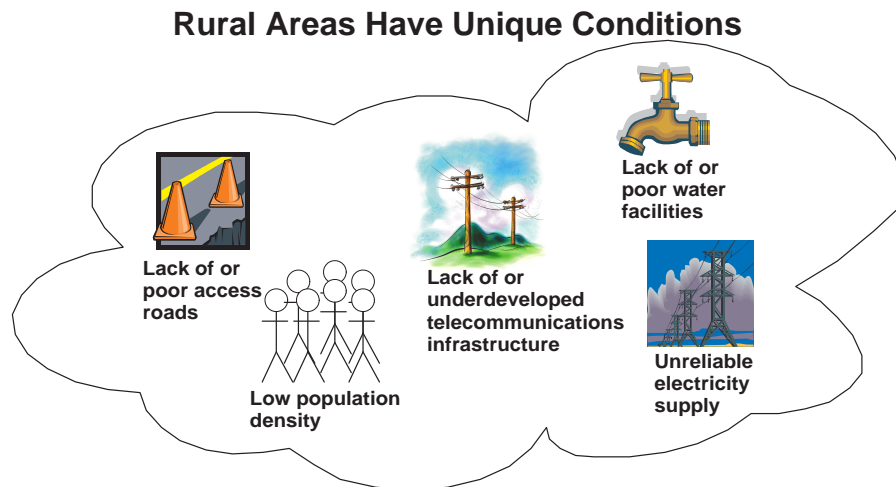 Rural Areas Have Unique Conditions
Lack of or
poor water
facilities
Lack of or
poor access
roads
Lack of or
underdeveloped
telecommunications
infrastructure
Unreliable
electricity
supply
Low population
density